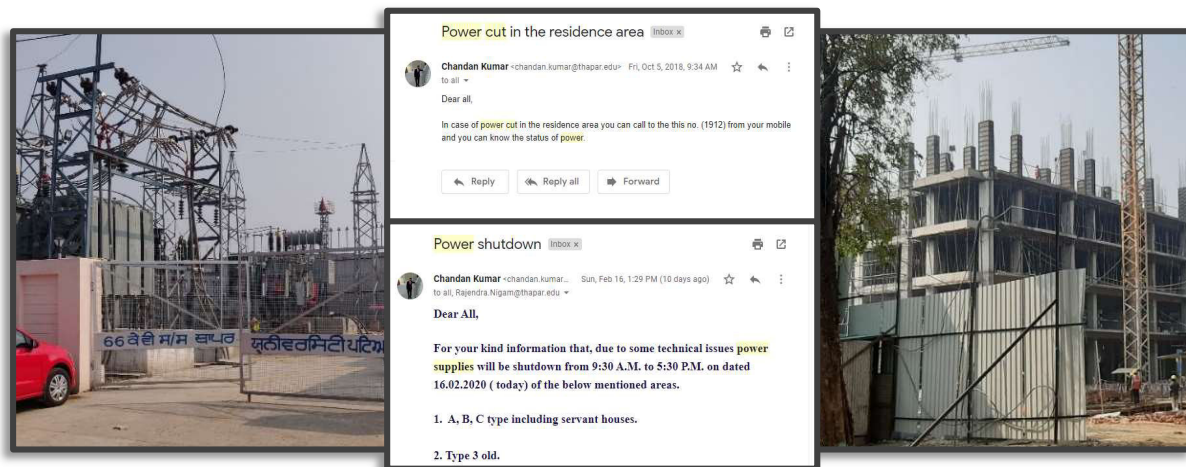 66 ਕੇਵੀ ਸ/ਸ ਥਾਪਰ ਯੂਨੀਵਰਸਿਟੀ
Power cut in the residence area Inbox x
Chandan Kumar <chandan.kumar@thapar.edu> Fri, Oct 5, 2018, 9:34 AM
to all
Dear all,
In case of power cut in the residence area you can call to the this no. (1912) from your mobile
and you can know the status of power.
Reply Reply all Forward
Power shutdown Inbox x
Chandan Kumar <chandan.kumar... Sun, Feb 16, 1:29 PM (10 days ago)
to all, Rajendra.Nigam@thapar.edu
Dear All,
For your kind information that, due to some technical issues power
supplies will be shutdown from 9:30 A.M. to 5:30 P.M. on dated
16.02.2020 ( today) of the below mentioned areas.
1. A, B, C type including servant houses.
2. Type 3 old.